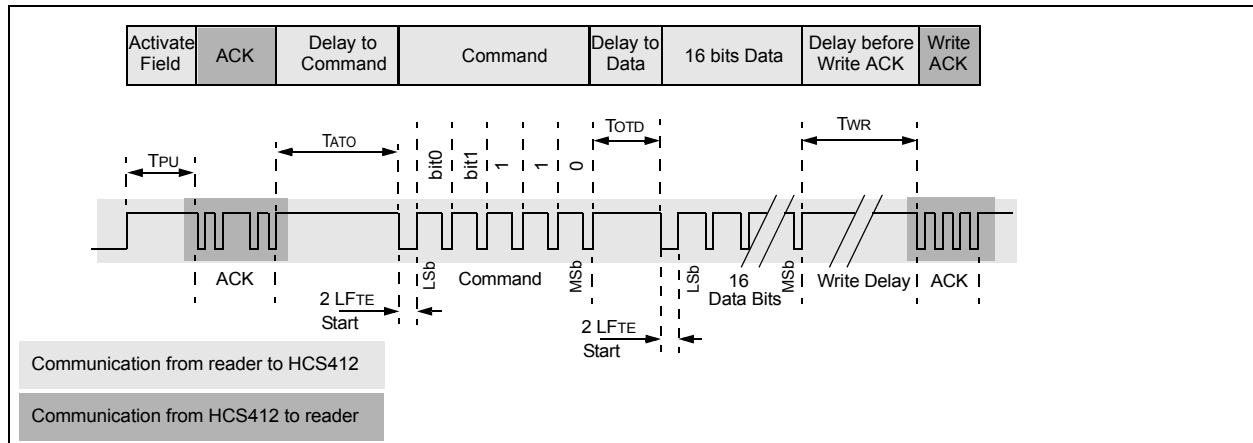 Activate Field
ACK
Delay to Command
Command
Delay to Data
16 bits Data
Delay before Write ACK
Write ACK
TPU
TATO
bit0
bit1
1
1
0
TOTD
TWR
ACK
LSb
Command
MSb
LSb
16 Data Bits
MSb
Write Delay
ACK
2 LFTE
Start
2 LFTE
Start
Communication from reader to HCS412
Communication from HCS412 to reader